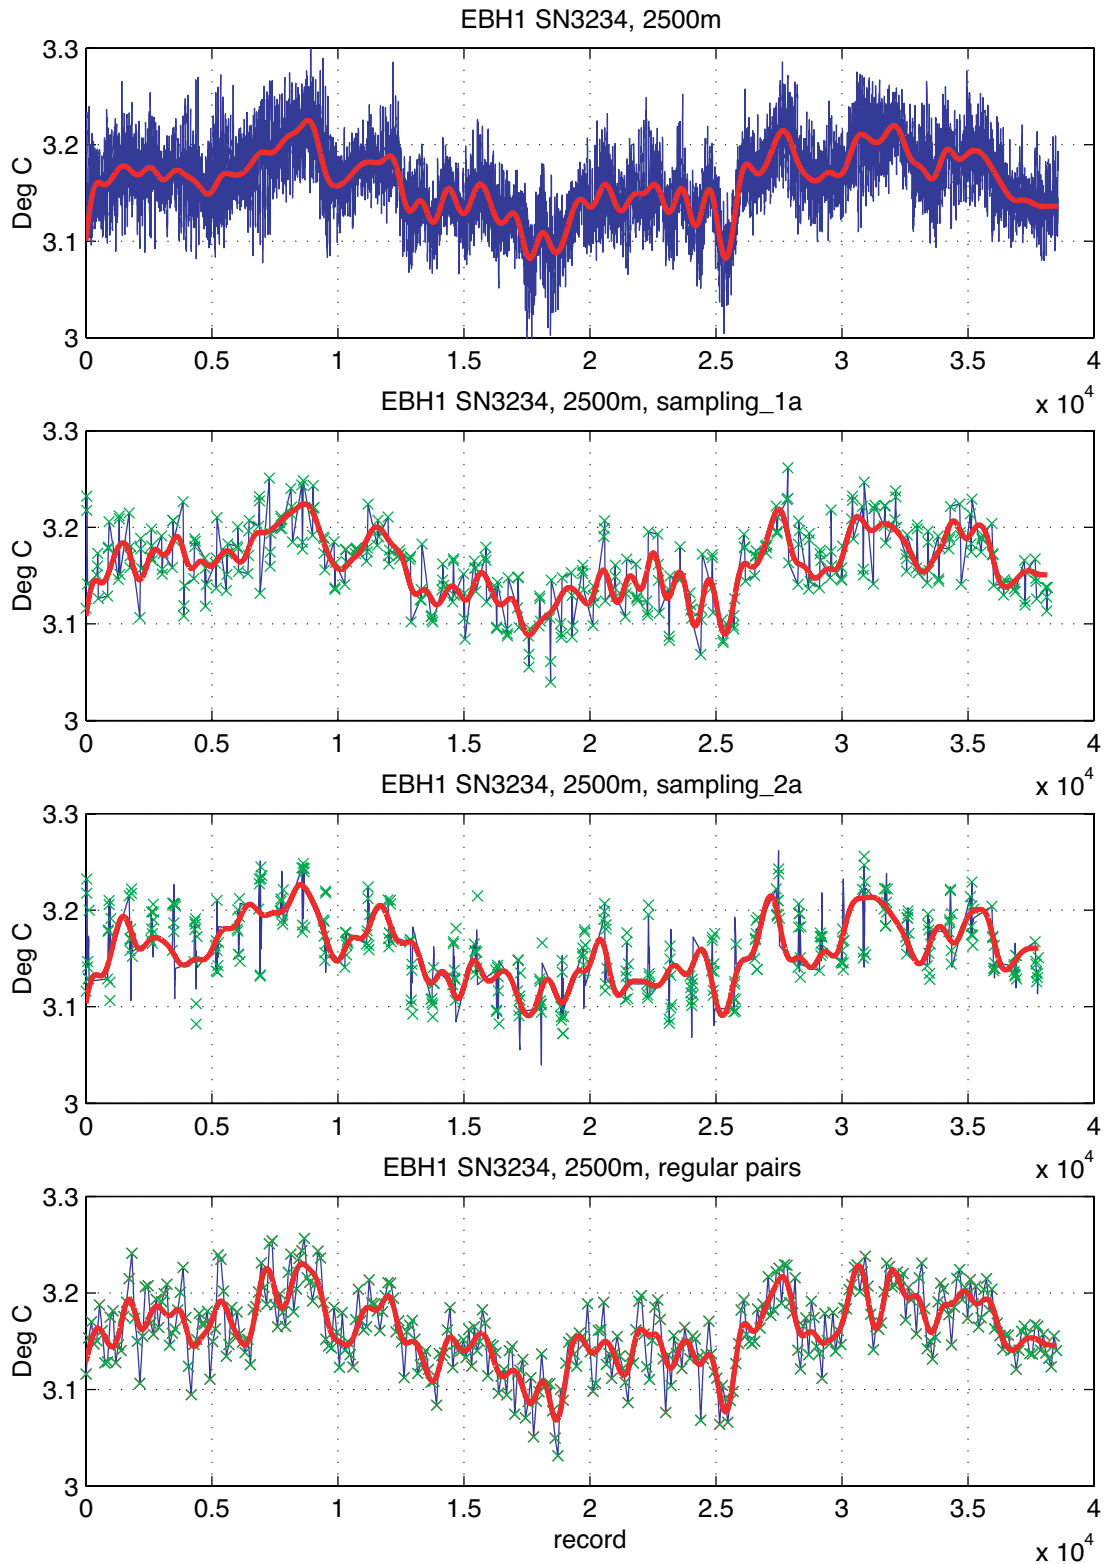 EBH1 SN3234, 2500m
3.3
3.2
3.1
3
Deg C
0 0.5 1 1.5 2 2.5 3 3.5 4
x 10^4
EBH1 SN3234, 2500m, sampling_1a
3.3
3.2
3.1
3
Deg C
0 0.5 1 1.5 2 2.5 3 3.5 4
x 10^4
EBH1 SN3234, 2500m, sampling_2a
3.3
3.2
3.1
3
Deg C
0 0.5 1 1.5 2 2.5 3 3.5 4
x 10^4
EBH1 SN3234, 2500m, regular pairs
3.3
3.2
3.1
3
Deg C
0 0.5 1 1.5 2 2.5 3 3.5 4
record
x 10^4